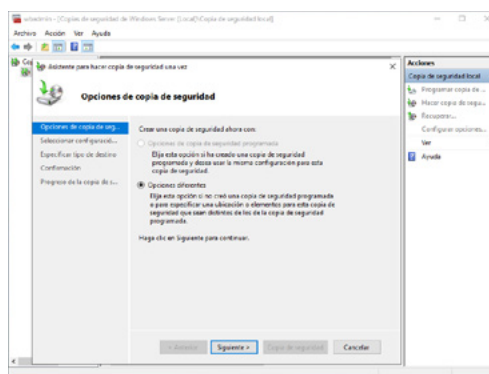 wbadmin - [Copias de seguridad de Windows Server (Local)\Copia de seguridad local]
Archivo Acción Ver Ayuda
Asistente para hacer copia de seguridad una vez
Opciones de copia de seguridad
Opciones de copia de seg...
Seleccionar configuració...
Especificar tipo de destino
Confirmación
Progreso de la copia de s...
Crear una copia de seguridad ahora con:
Opciones de copia de seguridad programada
Elija esta opción si ha creado una copia de seguridad
programada y desea usar la misma configuración para esta
copia de seguridad.
Opciones diferentes
Elija esta opción si no creó una copia de seguridad programada
o para especificar una ubicación o elementos para esta copia de
seguridad que sean distintos de los de la copia de seguridad
programada.
Haga clic en Siguiente para continuar.
< Anterior Siguiente > Copia de seguridad Cancelar
Acciones
Copia de seguridad local
Programar copia de ...
Hacer copia de segu...
Recuperar...
Configurar opciones...
Ver
Ayuda